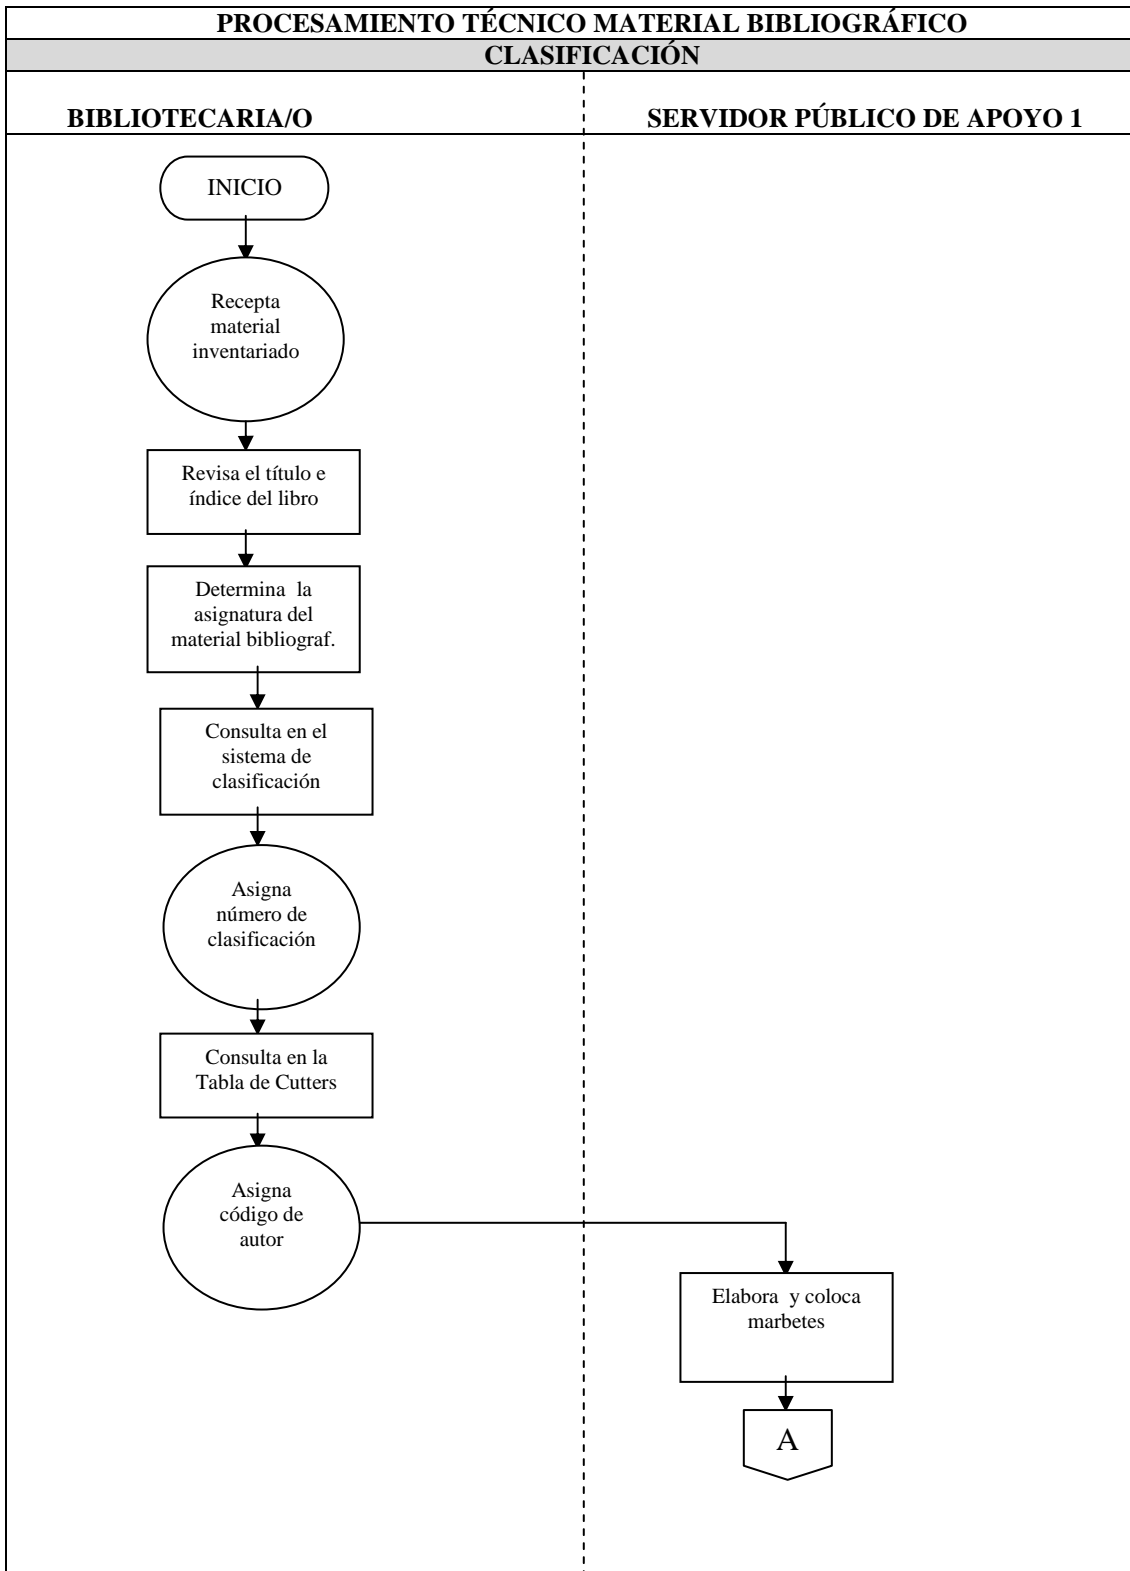 PROCESAMIENTO TÉCNICO MATERIAL BIBLIOGRÁFICO
CLASIFICACIÓN
BIBLIOTECARIA/O
SERVIDOR PÚBLICO DE APOYO 1
INICIO
Recepta
material
inventariado
Revisa el título e
índice del libro
Determina  la
asignatura del
material bibliograf.
Consulta en el
sistema de
clasificación
Asigna
número de
clasificación
Consulta en la
Tabla de Cutters
Asigna
código de
autor
Elabora  y coloca
marbetes
A